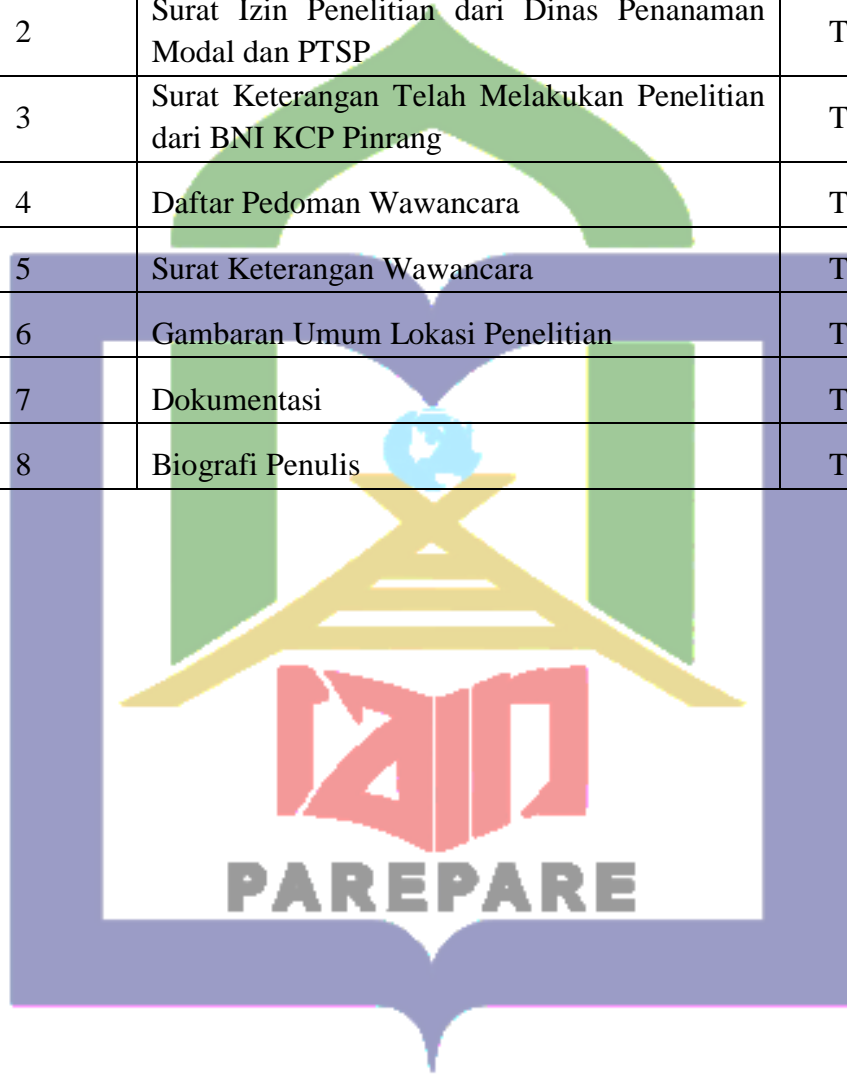 2 Surat Izin Penelitian dari Dinas Penanaman T
Modal dan PTSP
3 Surat Keterangan Telah Melakukan Penelitian T
dari BNI KCP Pinrang
4 Daftar Pedoman Wawancara T
5 Surat Keterangan Wawancara T
6 Gambaran Umum Lokasi Penelitian T
7 Dokumentasi T
8 Biografi Penulis T
iain
PAREPARE